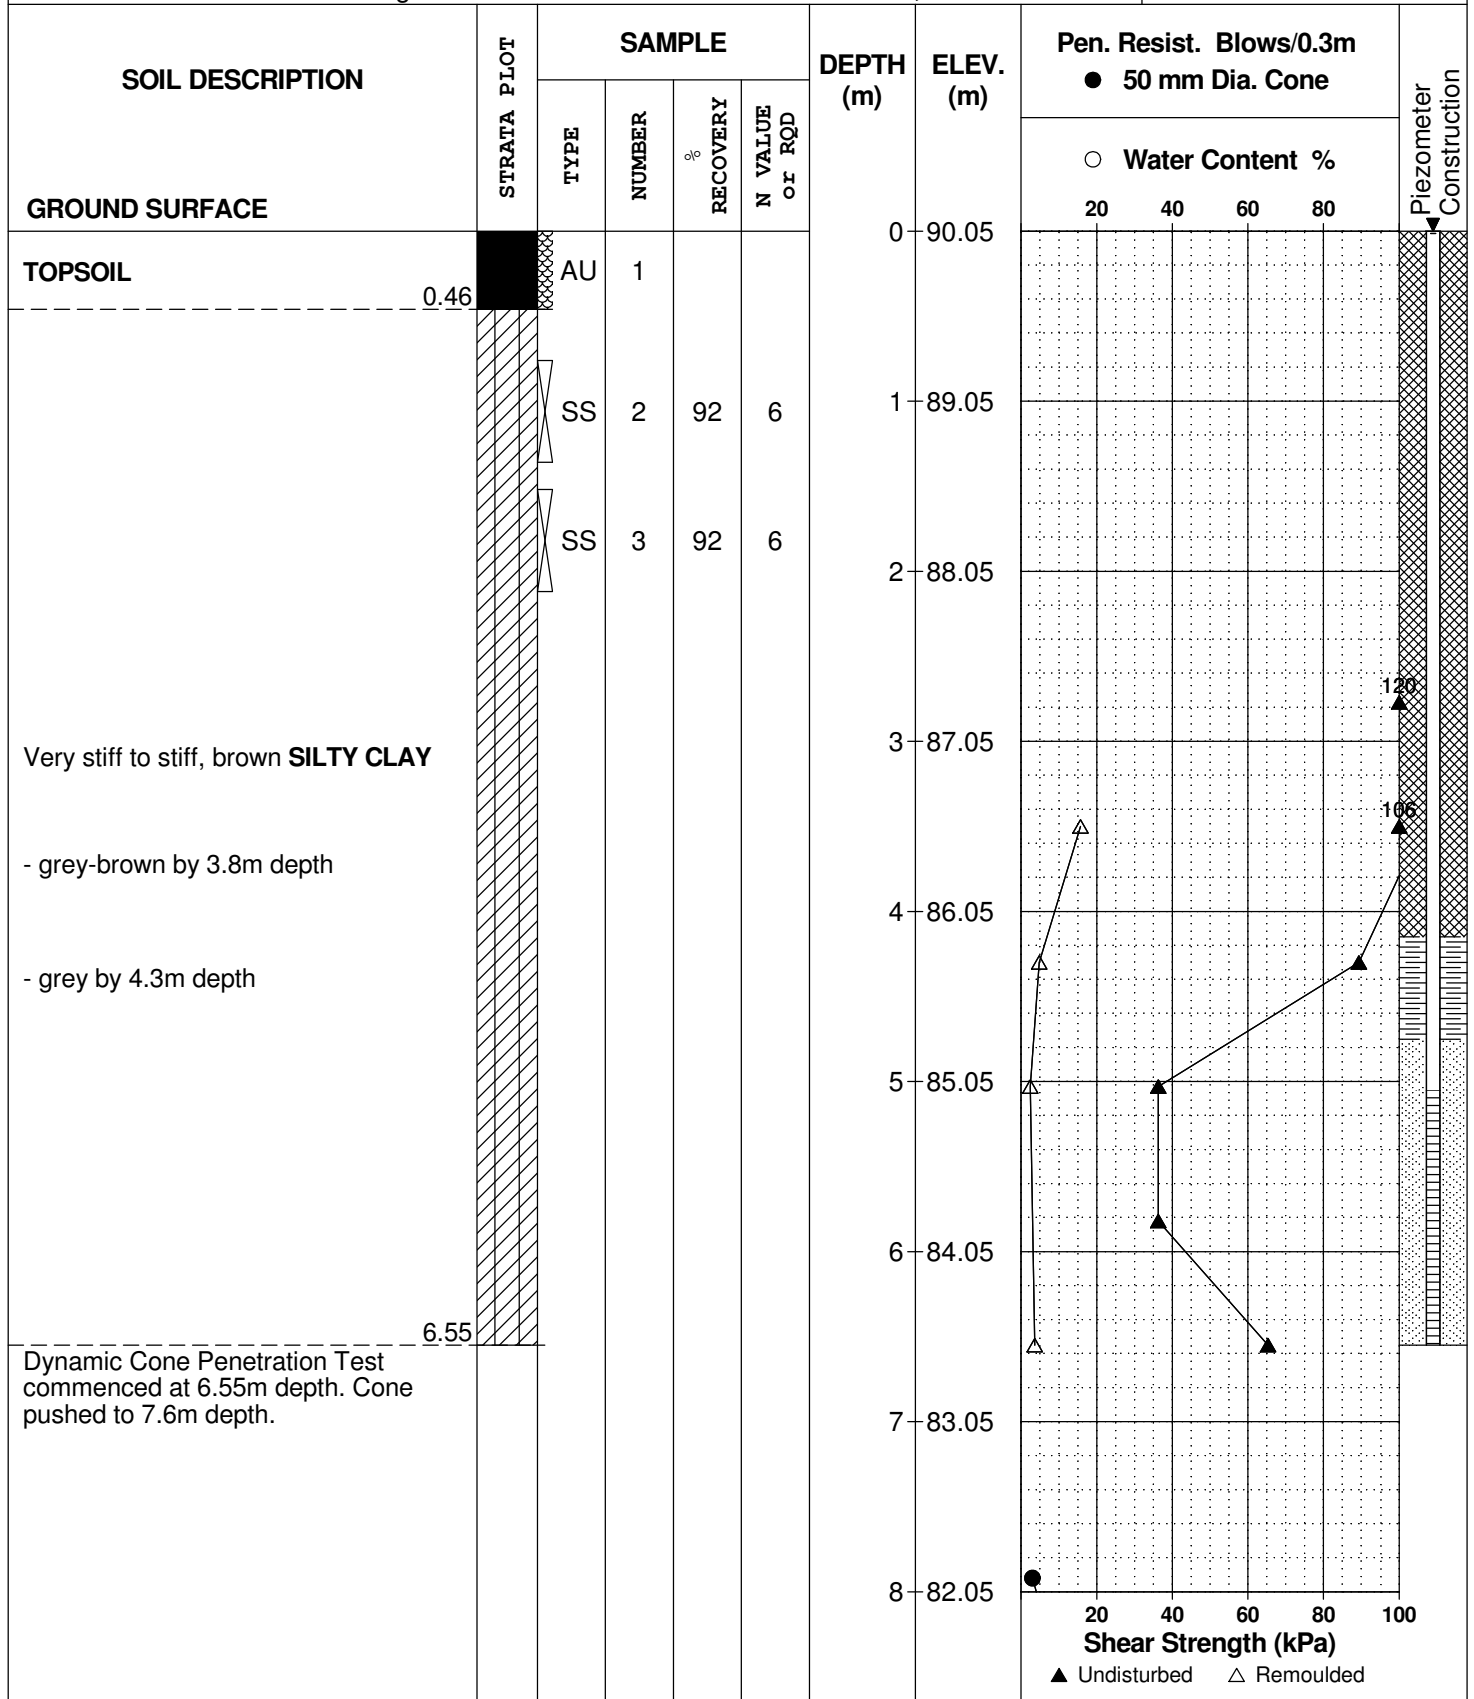 SOIL DESCRIPTION
GROUND SURFACE
STRATA PLOT
SAMPLE
TYPE
NUMBER
%
RECOVERY
N VALUE
or RQD
DEPTH
(m)
ELEV.
(m)
Pen. Resist. Blows/0.3m
● 50 mm Dia. Cone
○ Water Content %
20 40 60 80
Piezometer
Construction
0 90.05
TOPSOIL
0.46
AU 1
SS 2 92 6
1 89.05
SS 3 92 6
2 88.05
120
3 87.05
Very stiff to stiff, brown SILTY CLAY
106
- grey-brown by 3.8m depth
4 86.05
- grey by 4.3m depth
5 85.05
6 84.05
6.55
Dynamic Cone Penetration Test
commenced at 6.55m depth. Cone
pushed to 7.6m depth.
7 83.05
8 82.05
20 40 60 80 100
Shear Strength (kPa)
▲ Undisturbed △ Remoulded